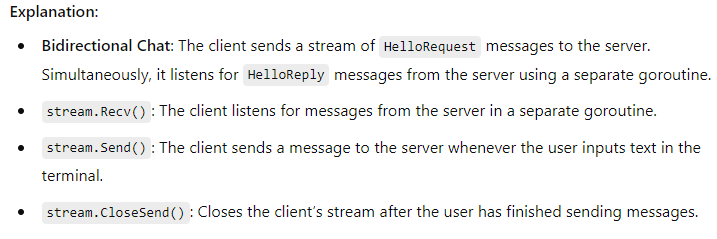 Explanation:
• Bidirectional Chat: The client sends a stream of HelloRequest messages to the server.
Simultaneously, it listens for HelloReply messages from the server using a separate goroutine.
• stream.Recv() : The client listens for messages from the server in a separate goroutine.
• stream.Send() : The client sends a message to the server whenever the user inputs text in the
terminal.
• stream.CloseSend() : Closes the client's stream after the user has finished sending messages.